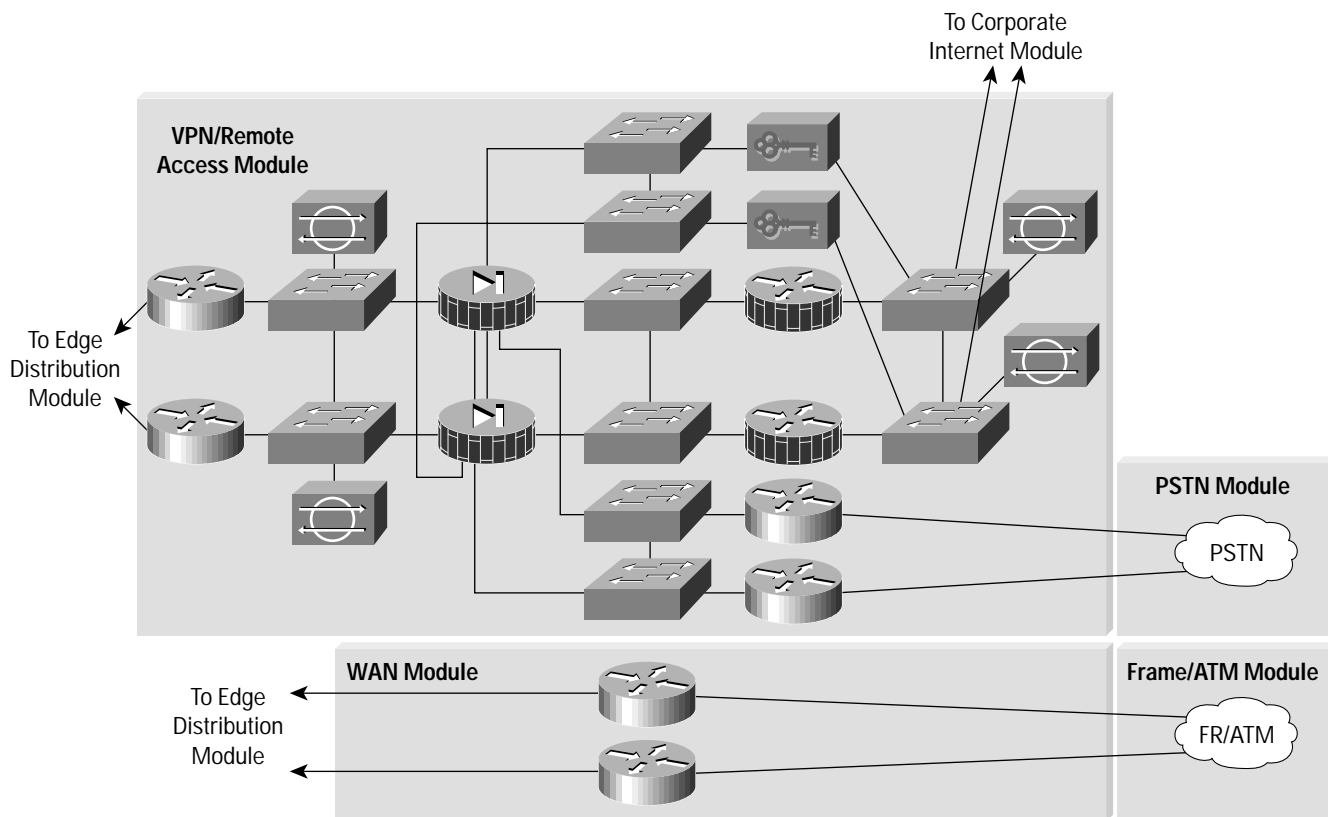 To Corporate
Internet Module
VPN/Remote
Access Module
To Edge
Distribution
Module
PSTN Module
PSTN
WAN Module
Frame/ATM Module
To Edge
Distribution
Module
FR/ATM